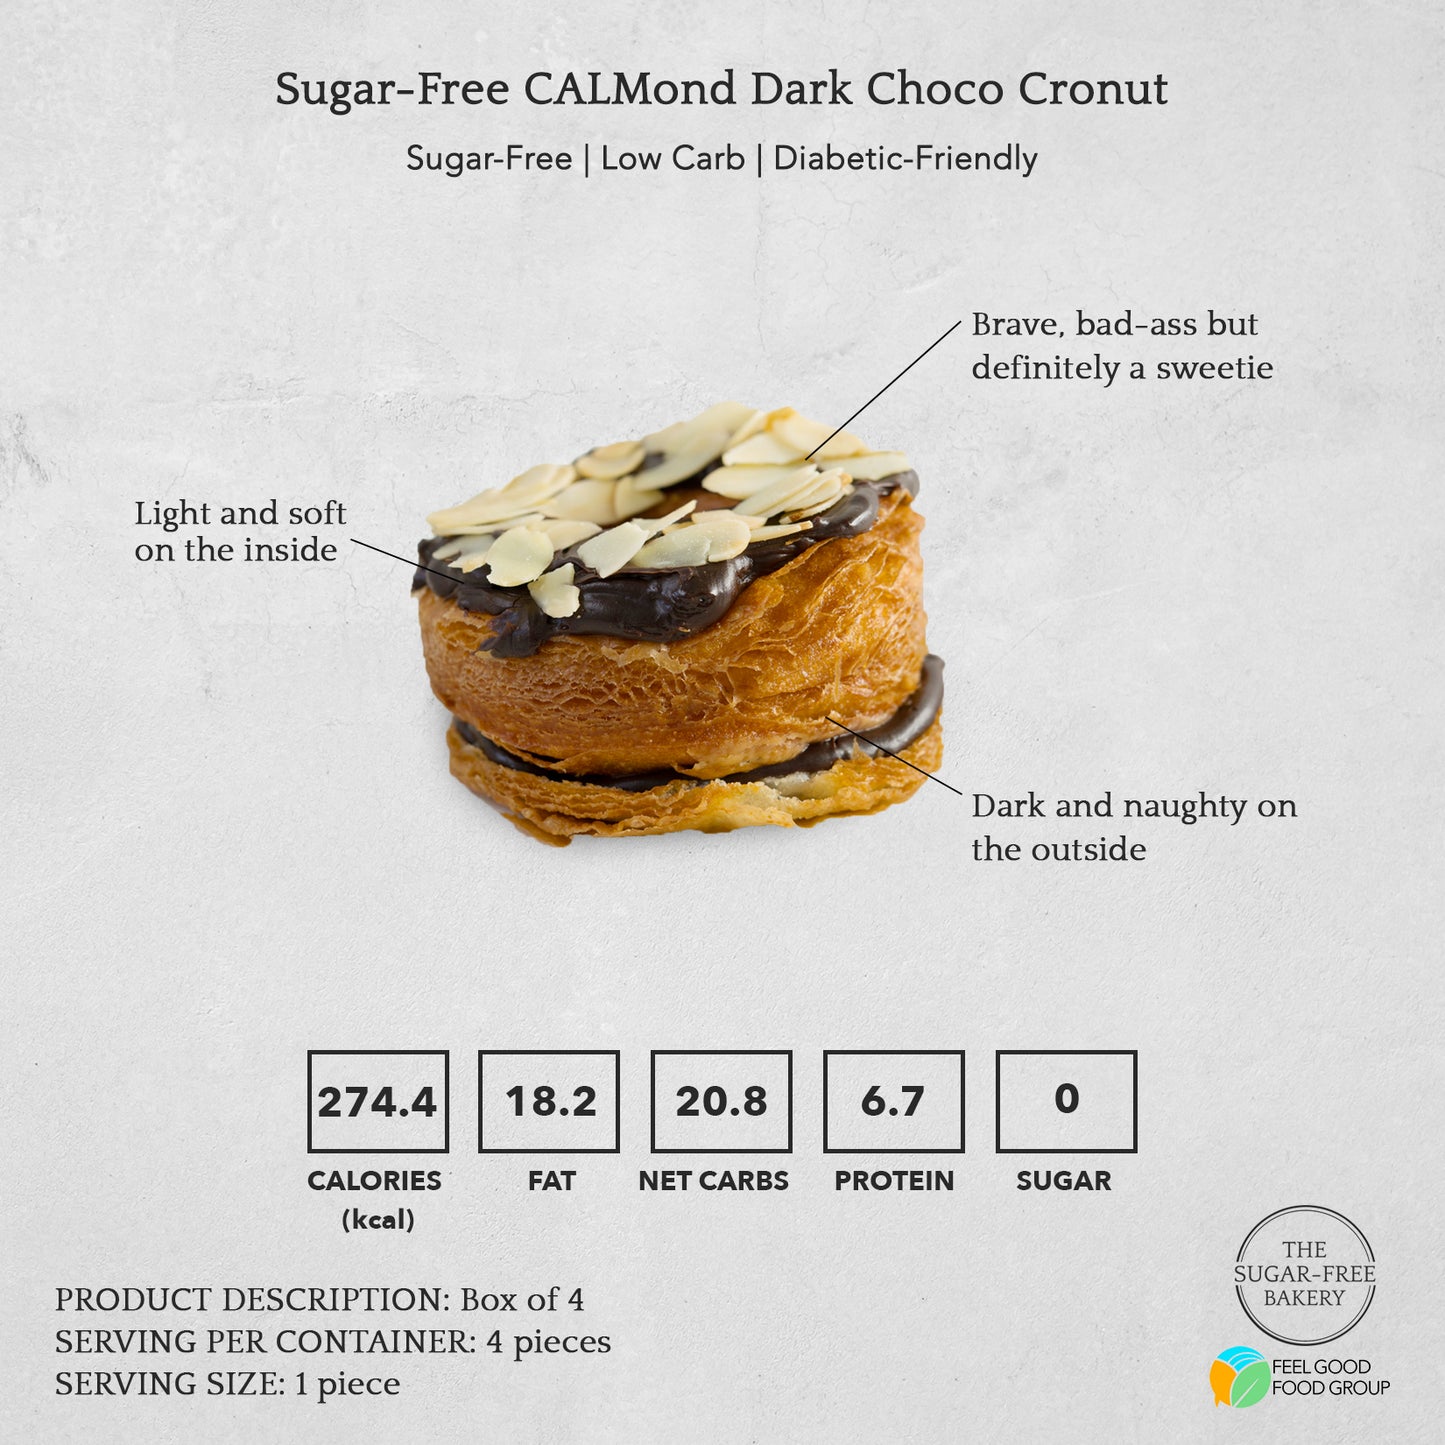 Sugar-Free CALMond Dark Choco Cronut
Sugar-Free | Low Carb | Diabetic-Friendly
Brave, bad-ass but
definitely a sweetie
Light and soft
on the inside
Dark and naughty on
the outside
274.4 18.2 20.8 6.7 0
CALORIES FAT NET CARBS PROTEIN SUGAR
(kcal)
PRODUCT DESCRIPTION: Box of 4
SERVING PER CONTAINER: 4 pieces
SERVING SIZE: 1 piece
THE
SUGAR-FREE
BAKERY
FEEL GOOD
FOOD GROUP